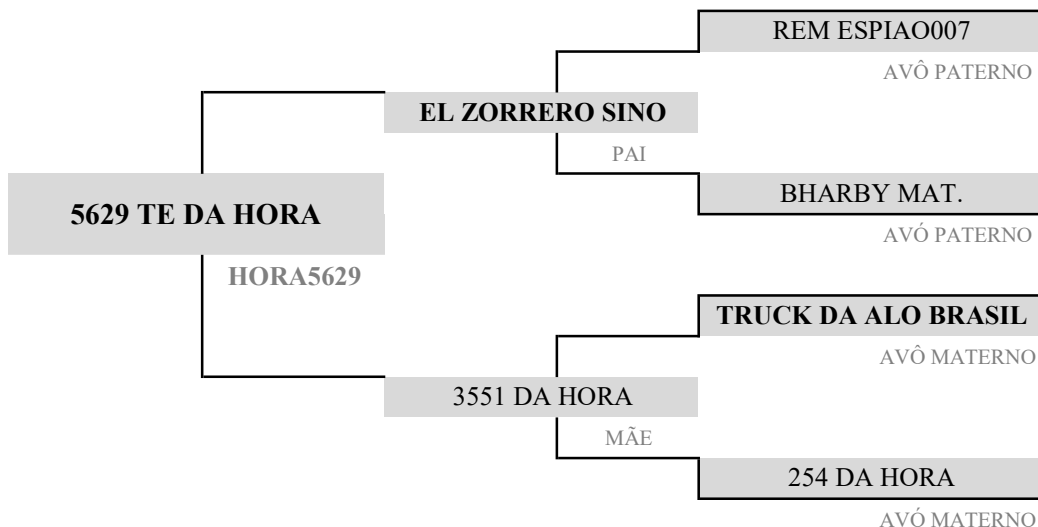 REM ESPIAO007
AVÔ PATERNO
EL ZORRERO SINO
PAI
BHARBY MAT.
5629 TE DA HORA
AVÓ PATERNO
HORA5629
TRUCK DA ALO BRASIL
AVÔ MATERNO
3551 DA HORA
MÃE
254 DA HORA
AVÓ MATERNO